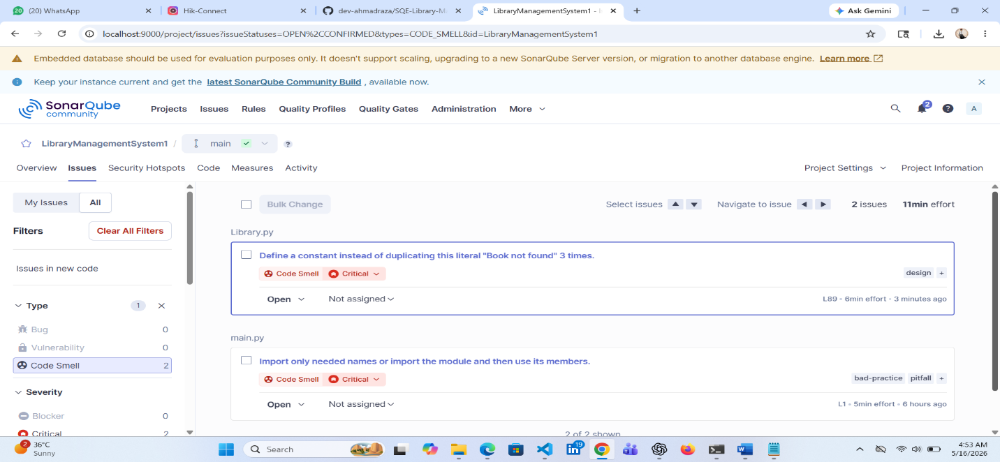 20 (20) WhatsApp
Hik-Connect
dev-ahmadraza/SQE-Library-M
LibraryManagementSystem1 - I
Ask Gemini
localhost:9000/project/issues?issueStatuses=OPEN%2CCONFIRMED&types=CODE_SMELL&id=LibraryManagementSystem1
Embedded database should be used for evaluation purposes only. It doesn't support scaling, upgrading to a new SonarQube Server version, or migration to another database engine. Learn more
Keep your instance current and get the latest SonarQube Community Build , available now.
SonarQube community
Projects Issues Rules Quality Profiles Quality Gates Administration More
2 ? A
LibraryManagementSystem1 / main ?
Overview Issues Security Hotspots Code Measures Activity
Project Settings Project Information
My Issues All
Bulk Change
Select issues Navigate to issue 2 issues 11min effort
Filters Clear All Filters
Issues in new code
Type 1
Bug 0
Vulnerability 0
Code Smell 2
Severity
Blocker 0
Critical 2
Library.py
Define a constant instead of duplicating this literal "Book not found" 3 times.
Code Smell Critical
design +
Open Not assigned
L89 • 6min effort • 3 minutes ago
main.py
Import only needed names or import the module and then use its members.
Code Smell Critical
bad-practice pitfall +
Open Not assigned
L1 • 5min effort • 6 hours ago
2 of 2 shown
2 36°C
Sunny
Search
19
4:53 AM
5/16/2026